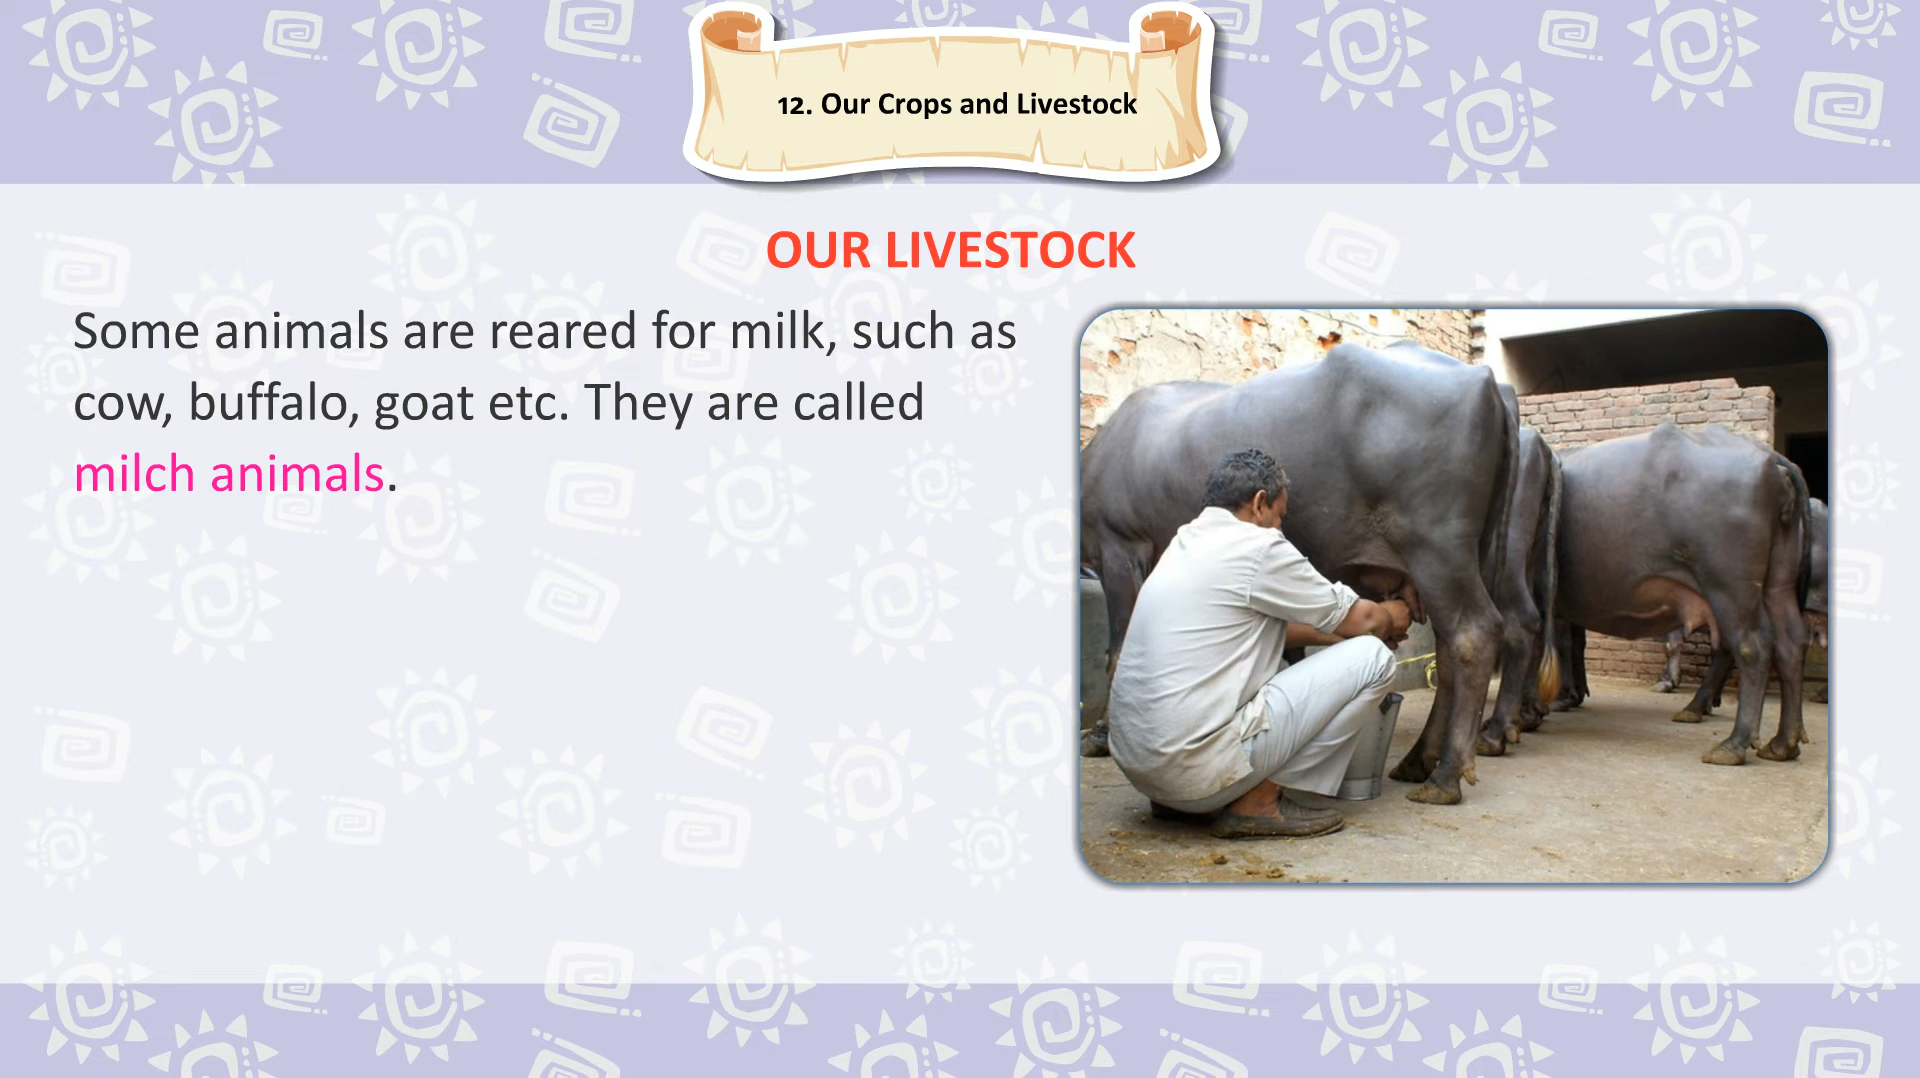 12. Our Crops and Livestock
OUR LIVESTOCK
Some animals are reared for milk, such as
cow, buffalo, goat etc. They are called
milch animals.